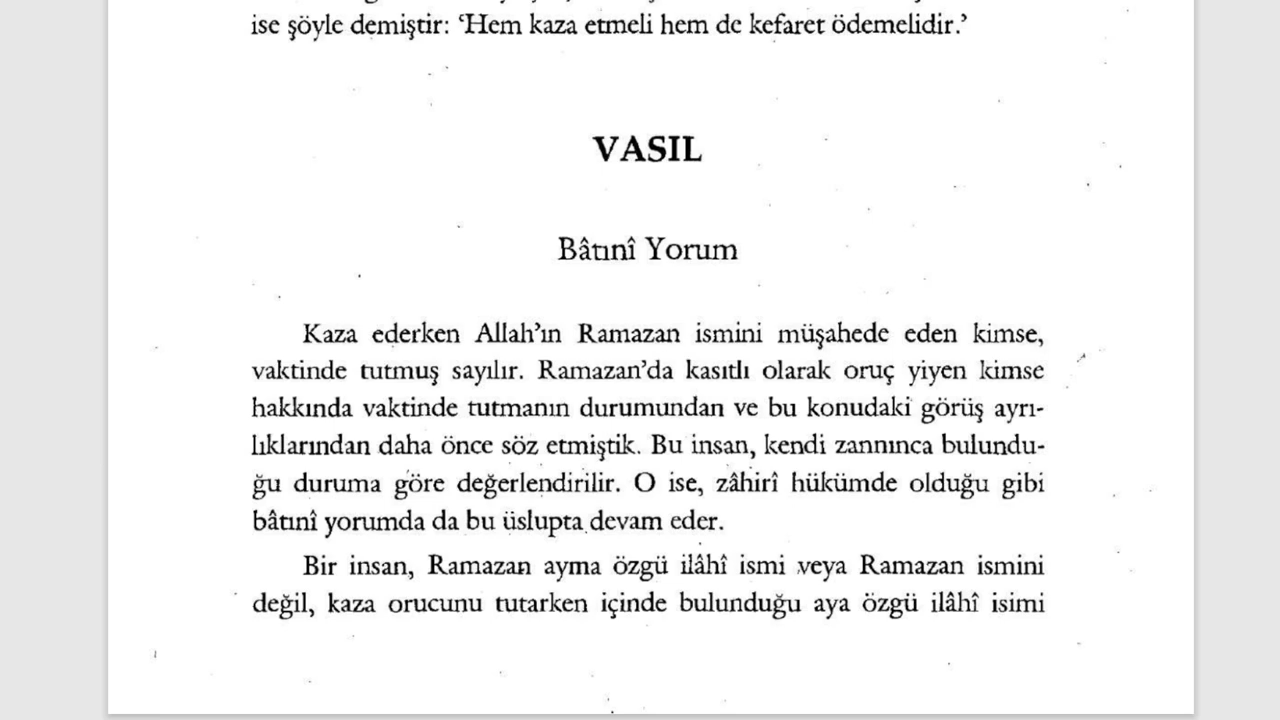 ise şöyle demiştir: ‘Hem kaza etmeli hem de kefaret ödemelidir.’
VASIL
Bâtınî Yorum
Kaza ederken Allah’ın Ramazan ismini müşahede eden kimse,
vaktinde tutmuş sayılır. Ramazan’da kasıtlı olarak oruç yiyen kimse
hakkında vaktinde tutmanın durumundan ve bu konudaki görüş ayrı-
lıklarından daha önce söz etmiştik. Bu insan, kendi zannınca bulundu-
ğu duruma göre değerlendirilir. O ise, zâhirî hükümde olduğu gibi
bâtınî yorumda da bu üslupta devam eder.
Bir insan, Ramazan ayma özgü ilâhî ismi veya Ramazan ismini
değil, kaza orucunu tutarken içinde bulunduğu aya özgü ilâhî isimi